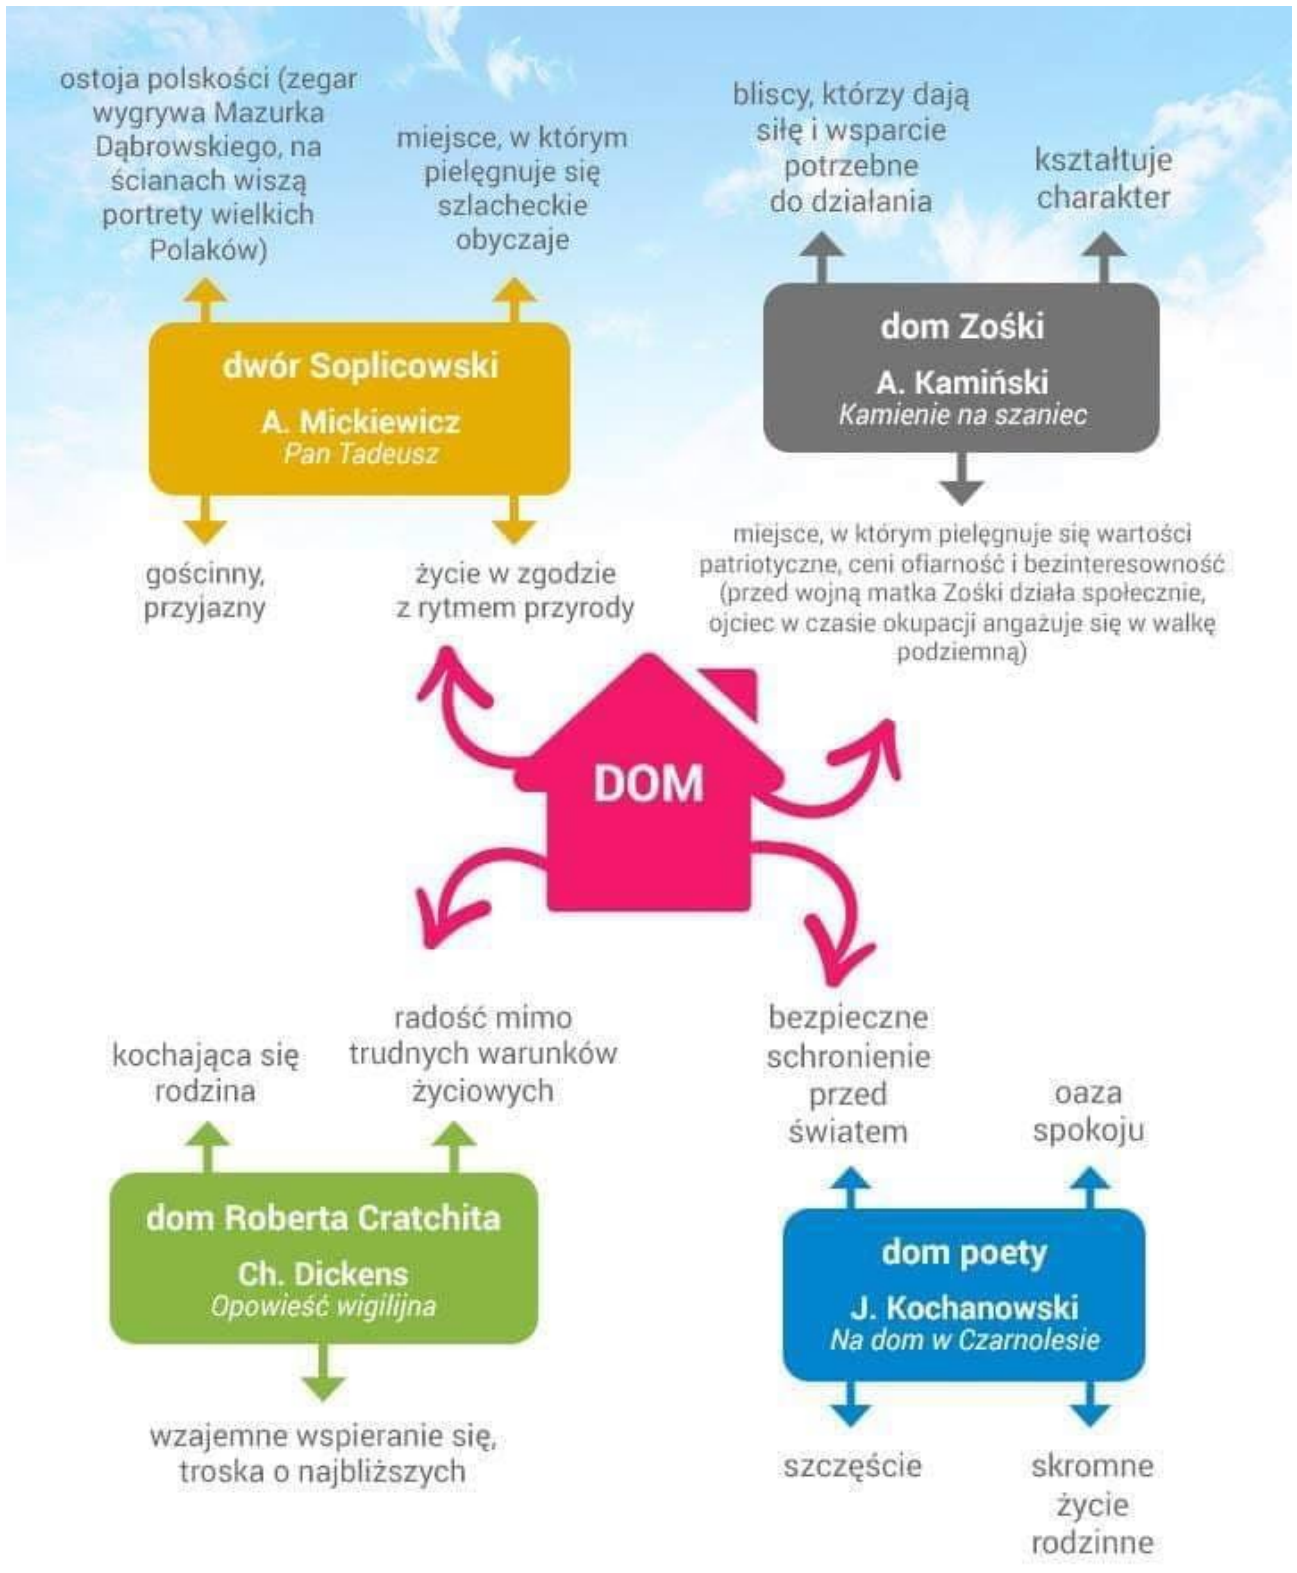 ostoja polskości (zegar
wygrywa Mazurka
Dąbrowskiego, na
ścianach wiszą
portrety wielkich
Polaków)
miejsce, w którym
pielęgnuje się
szlacheckie
obyczaje
dwór Soplicowski
A. Mickiewicz
Pan Tadeusz
gościnny,
przyjazny
życie w zgodzie
z rytmem przyrody
bliscy, którzy dają
siłę i wsparcie
potrzebne
do działania
kształtuje
charakter
dom Zośki
A. Kamiński
Kamienie na szaniec
miejsce, w którym pielęgnuje się wartości
patriotyczne, ceni ofiarność i bezinteresowność
(przed wojną matka Zośki działa społecznie,
ojciec w czasie okupacji angażuje się w walkę
podziemną)
DOM
kochająca się
rodzina
radość mimo
trudnych warunków
życiowych
dom Roberta Cratchita
Ch. Dickens
Opowieść wigilijna
wzajemne wspieranie się,
troska o najbliższych
bezpieczne
schronienie
przed
światem
oaza
spokoju
dom poety
J. Kochanowski
Na dom w Czarnolesie
szczęście
skromne
życie
rodzinne